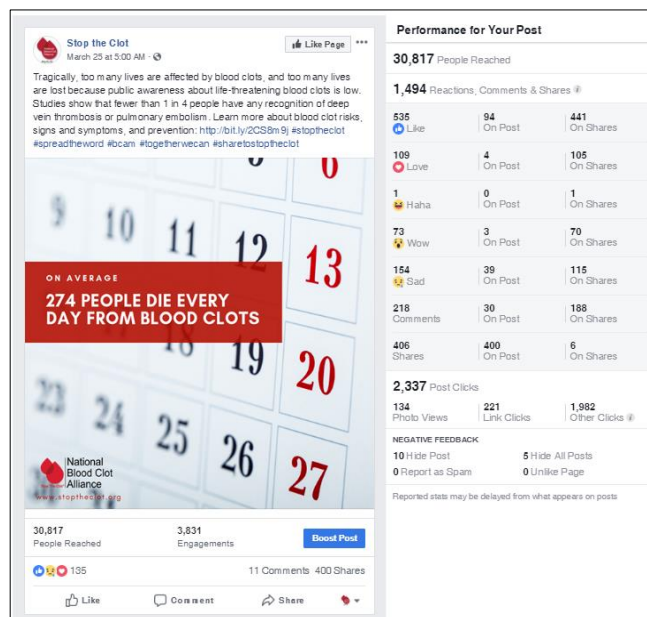 Stop the Clot
March 25 at 5:00 AM ·
Like Page ...
Tragically, too many lives are affected by blood clots, and too many lives
are lost because public awareness about life-threatening blood clots is low.
Studies show that fewer than 1 in 4 people have any recognition of deep
vein thrombosis or pulmonary embolism. Learn more about blood clot risks,
signs and symptoms, and prevention: http://bit.ly/2CS8m9j #stoptheclot
#spreadtheword #bcam #togetherwecan #sharetostoptheclot
6
9 10 11 12 13
ON AVERAGE
274 PEOPLE DIE EVERY
DAY FROM BLOOD CLOTS
18 19 20
23 24 25 26 27
National
Blood Clot
Alliance
www.stoptheclot.org
30,817 3,831
People Reached Engagements
Boost Post
135 11 Comments 400 Shares
Like Comment Share
Performance for Your Post
30,817 People Reached
1,494 Reactions, Comments & Shares
535 94 441
Like On Post On Shares
109 4 105
Love On Post On Shares
1 0 1
Haha On Post On Shares
73 3 70
Wow On Post On Shares
154 39 115
Sad On Post On Shares
218 30 188
Comments On Post On Shares
406 400 6
Shares On Post On Shares
2,337 Post Clicks
134 221 1,982
Photo Views Link Clicks Other Clicks
NEGATIVE FEEDBACK
10 Hide Post 5 Hide All Posts
0 Report as Spam 0 Unlike Page
Reported stats may be delayed from what appears on posts